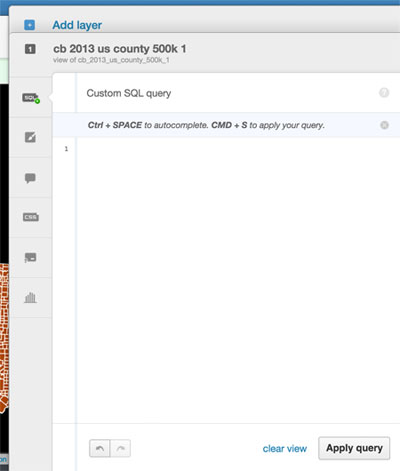 Add layer
1 cb 2013 us county 500k 1
view of cb_2013_us_county_500k_1
SQL
Custom SQL query ?
Ctrl + SPACE to autocomplete. CMD + S to apply your query.
1
CSS
on
clear view Apply query